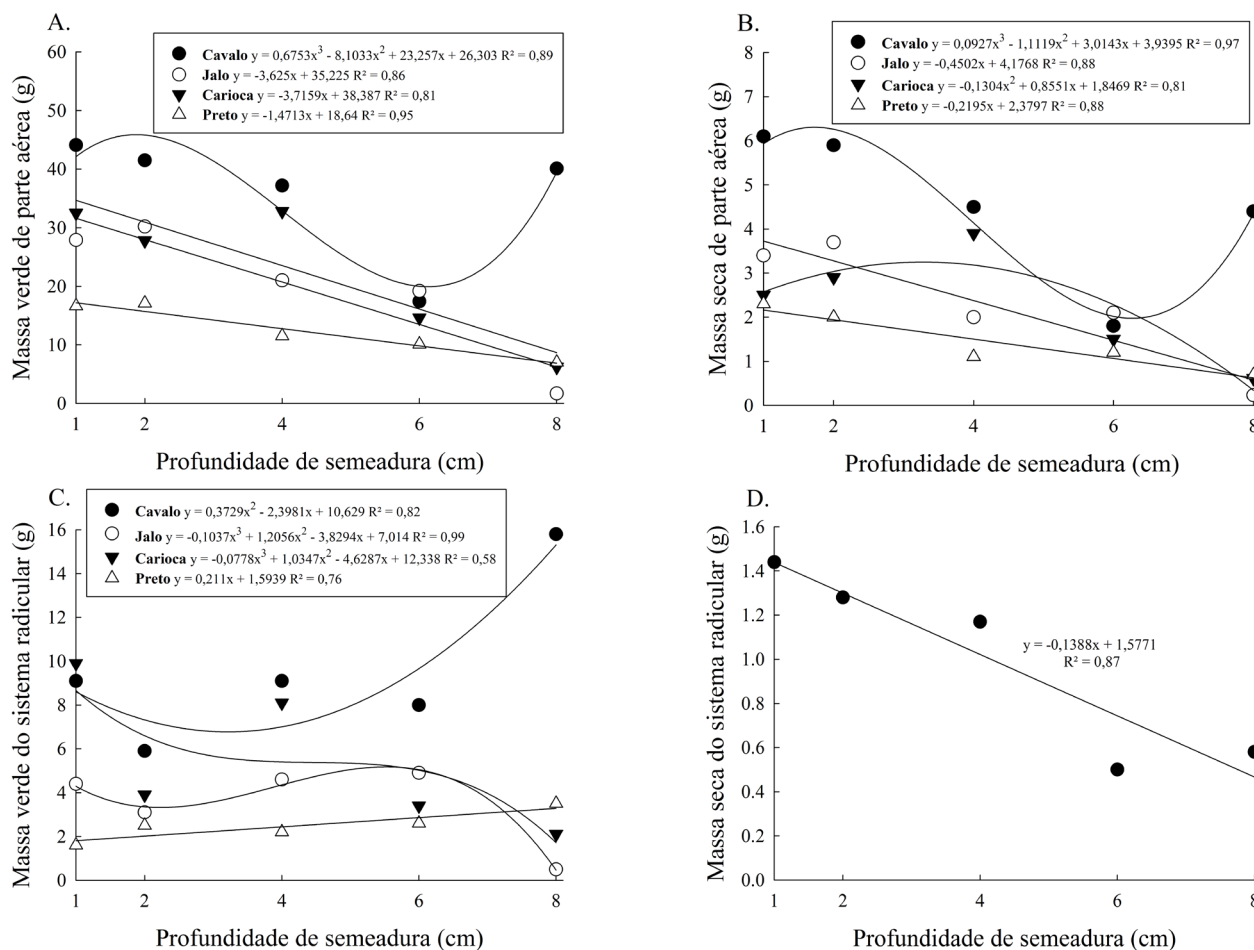 A.
Cavalo y = 0,6753x³ - 8,1033x² + 23,257x + 26,303 R² = 0,89
Jalo y = -3,625x + 35,225 R² = 0,86
Carioca y = -3,7159x + 38,387 R² = 0,81
Preto y = -1,4713x + 18,64 R² = 0,95
Massa verde de parte aérea (g)
60
50
40
30
20
10
0
1 2 4 6 8
Profundidade de semeadura (cm)
B.
Cavalo y = 0,0927x³ - 1,1119x² + 3,0143x + 3,9395 R² = 0,97
Jalo y = -0,4502x + 4,1768 R² = 0,88
Carioca y = -0,1304x² + 0,8551x + 1,8469 R² = 0,81
Preto y = -0,2195x + 2,3797 R² = 0,88
Massa seca de parte aérea (g)
8
7
6
5
4
3
2
1
0
1 2 4 6 8
Profundidade de semeadura (cm)
C.
Cavalo y = 0,3729x² - 2,3981x + 10,629 R² = 0,82
Jalo y = -0,1037x³ + 1,2056x² - 3,8294x + 7,014 R² = 0,99
Carioca y = -0,0778x³ + 1,0347x² - 4,6287x + 12,338 R² = 0,58
Preto y = 0,211x + 1,5939 R² = 0,76
Massa verde do sistema radicular (g)
16
14
12
10
8
6
4
2
0
1 2 4 6 8
Profundidade de semeadura (cm)
D.
y = -0,1388x + 1,5771
R² = 0,87
Massa seca do sistema radicular (g)
1.6
1.4
1.2
1.0
0.8
0.6
0.4
0.2
0.0
1 2 4 6 8
Profundidade de semeadura (cm)